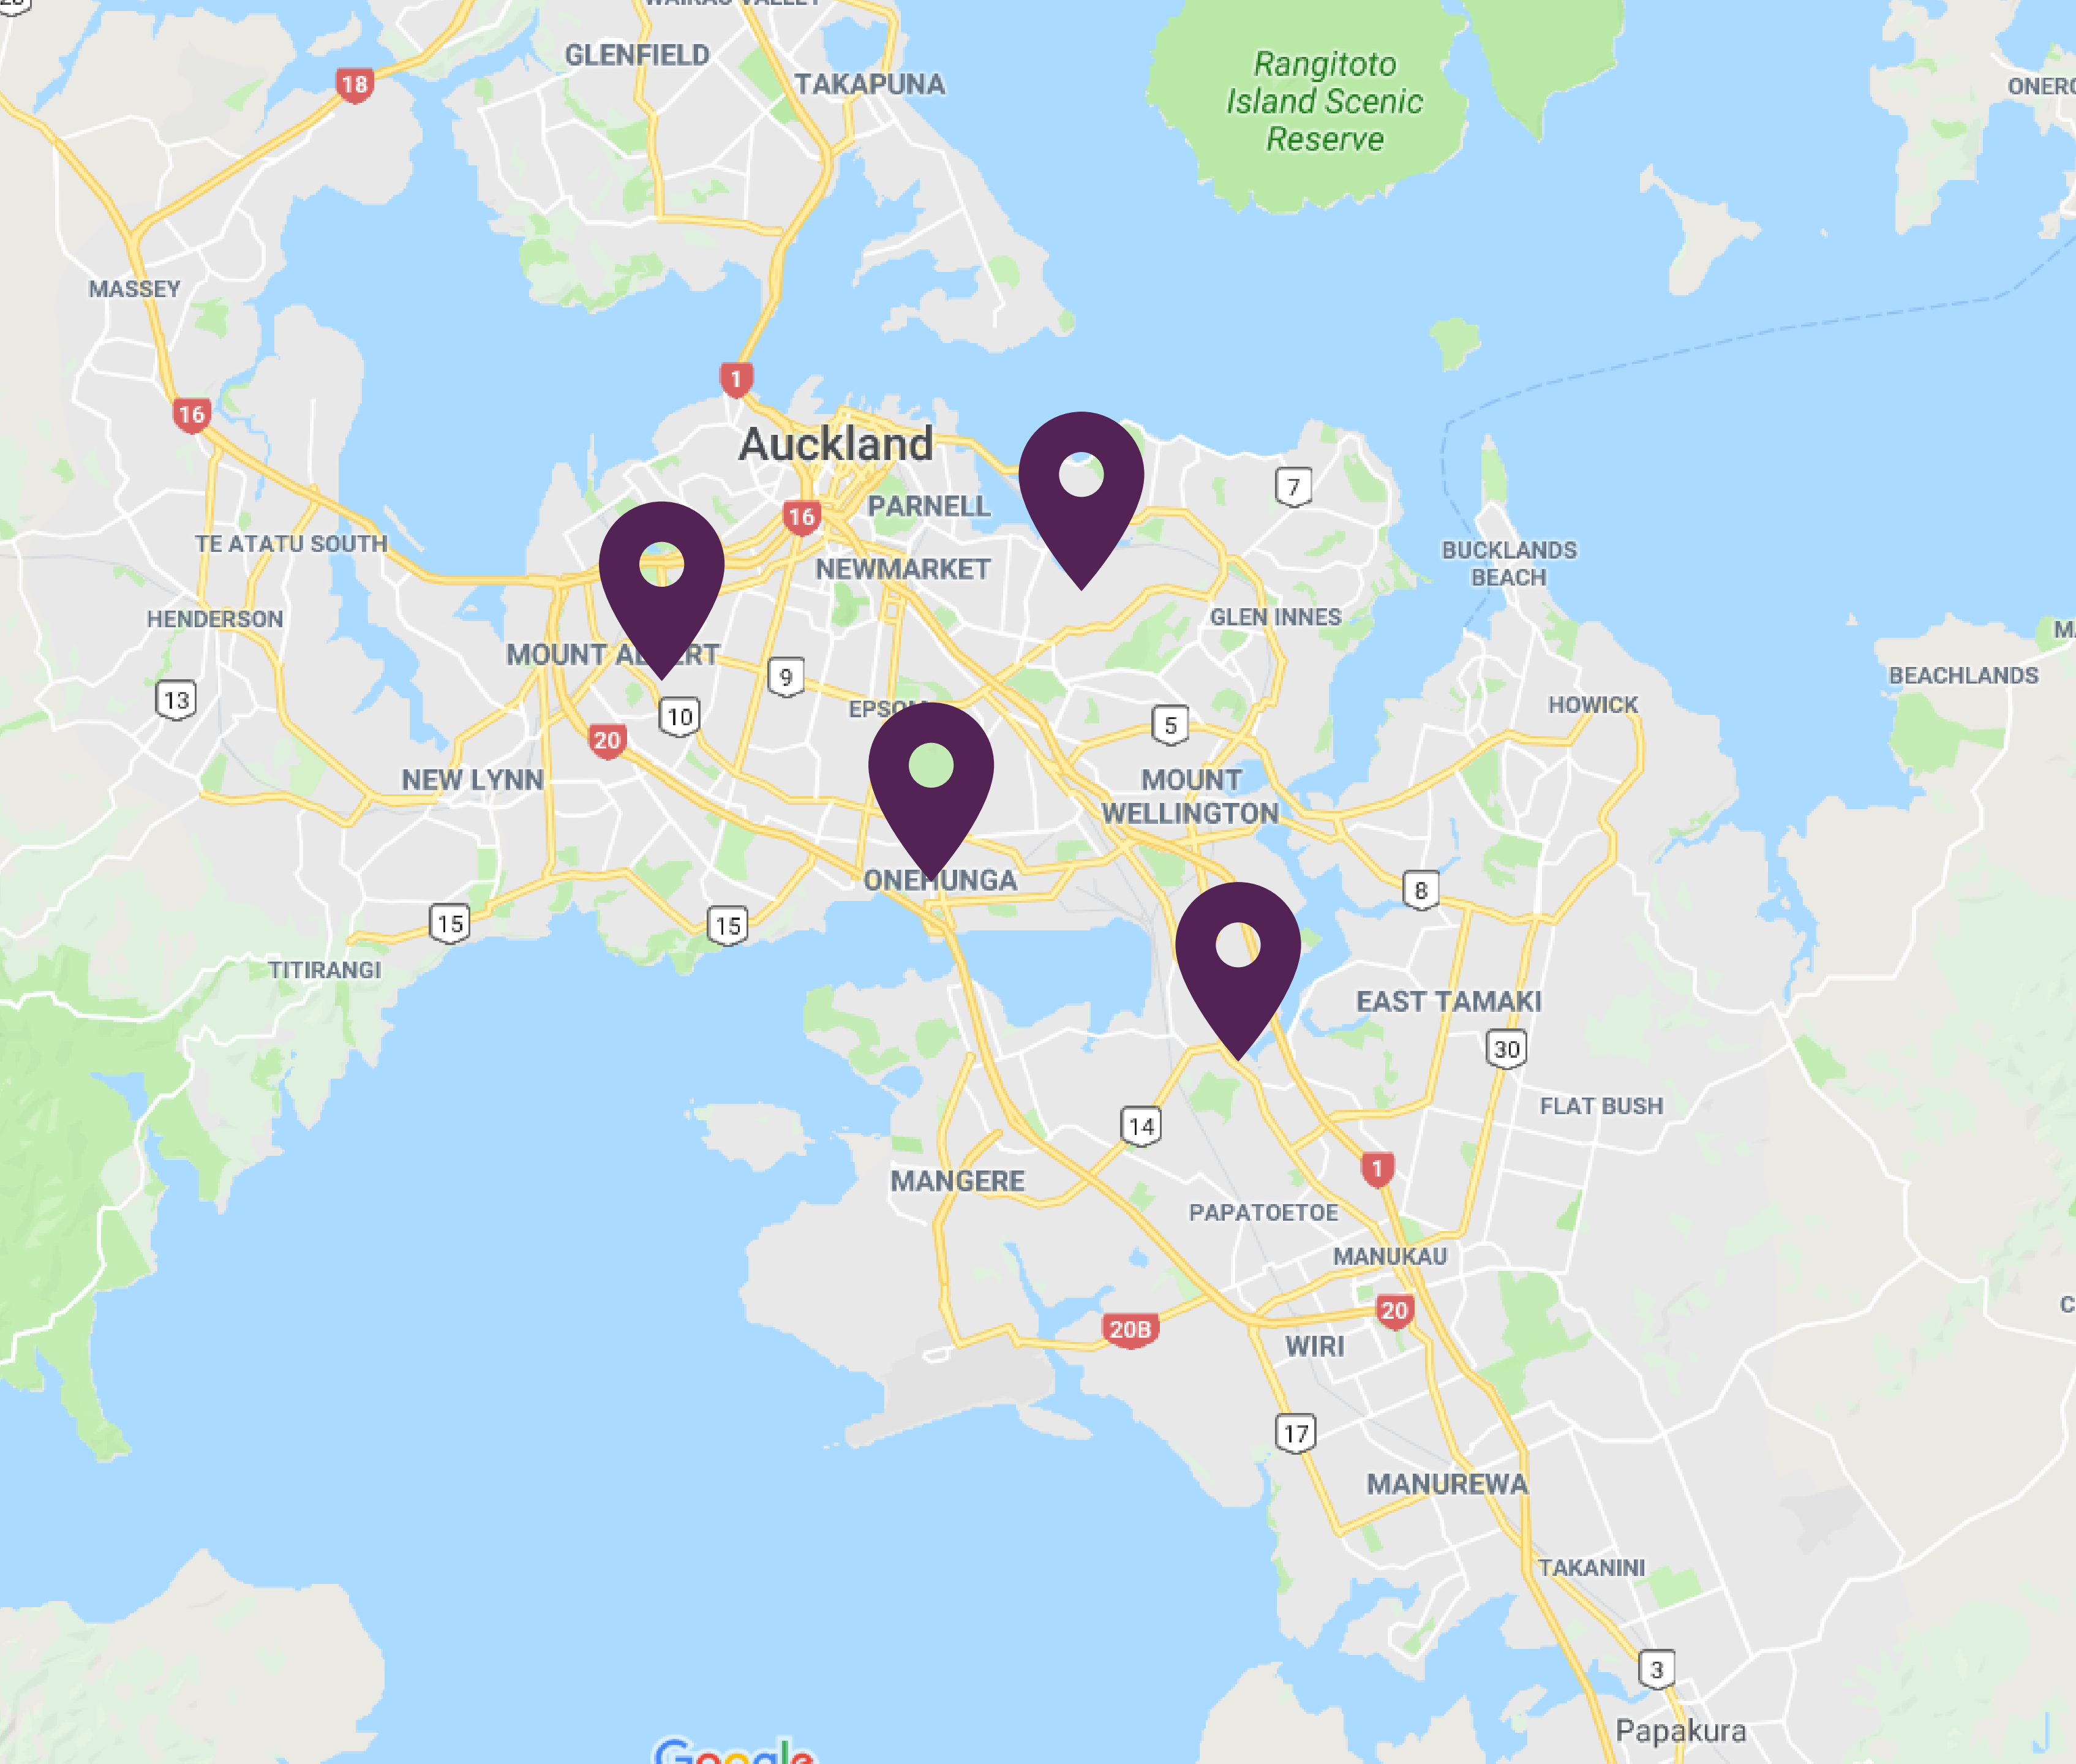 GLENFIELD
TAKAPUNA
Rangitoto
Island Scenic
Reserve
18
MASSEY
1
16
Auckland
7
PARNELL
16
TE ATATU SOUTH
BUCKLANDS
BEACH
NEWMARKET
HENDERSON
GLEN INNES
MOUNT
BEACHLANDS
9
13
HOWICK
10
5
20
NEW LYNN
MOUNT
WELLINGTON
ONEHUNGA
8
15
15
TITIRANGI
EAST TAMAKI
30
FLAT BUSH
14
1
MANGERE
PAPATOETOE
MANUKAU
20
20B
WIRI
17
MANUREWA
TAKANINI
3
Papakura
Google